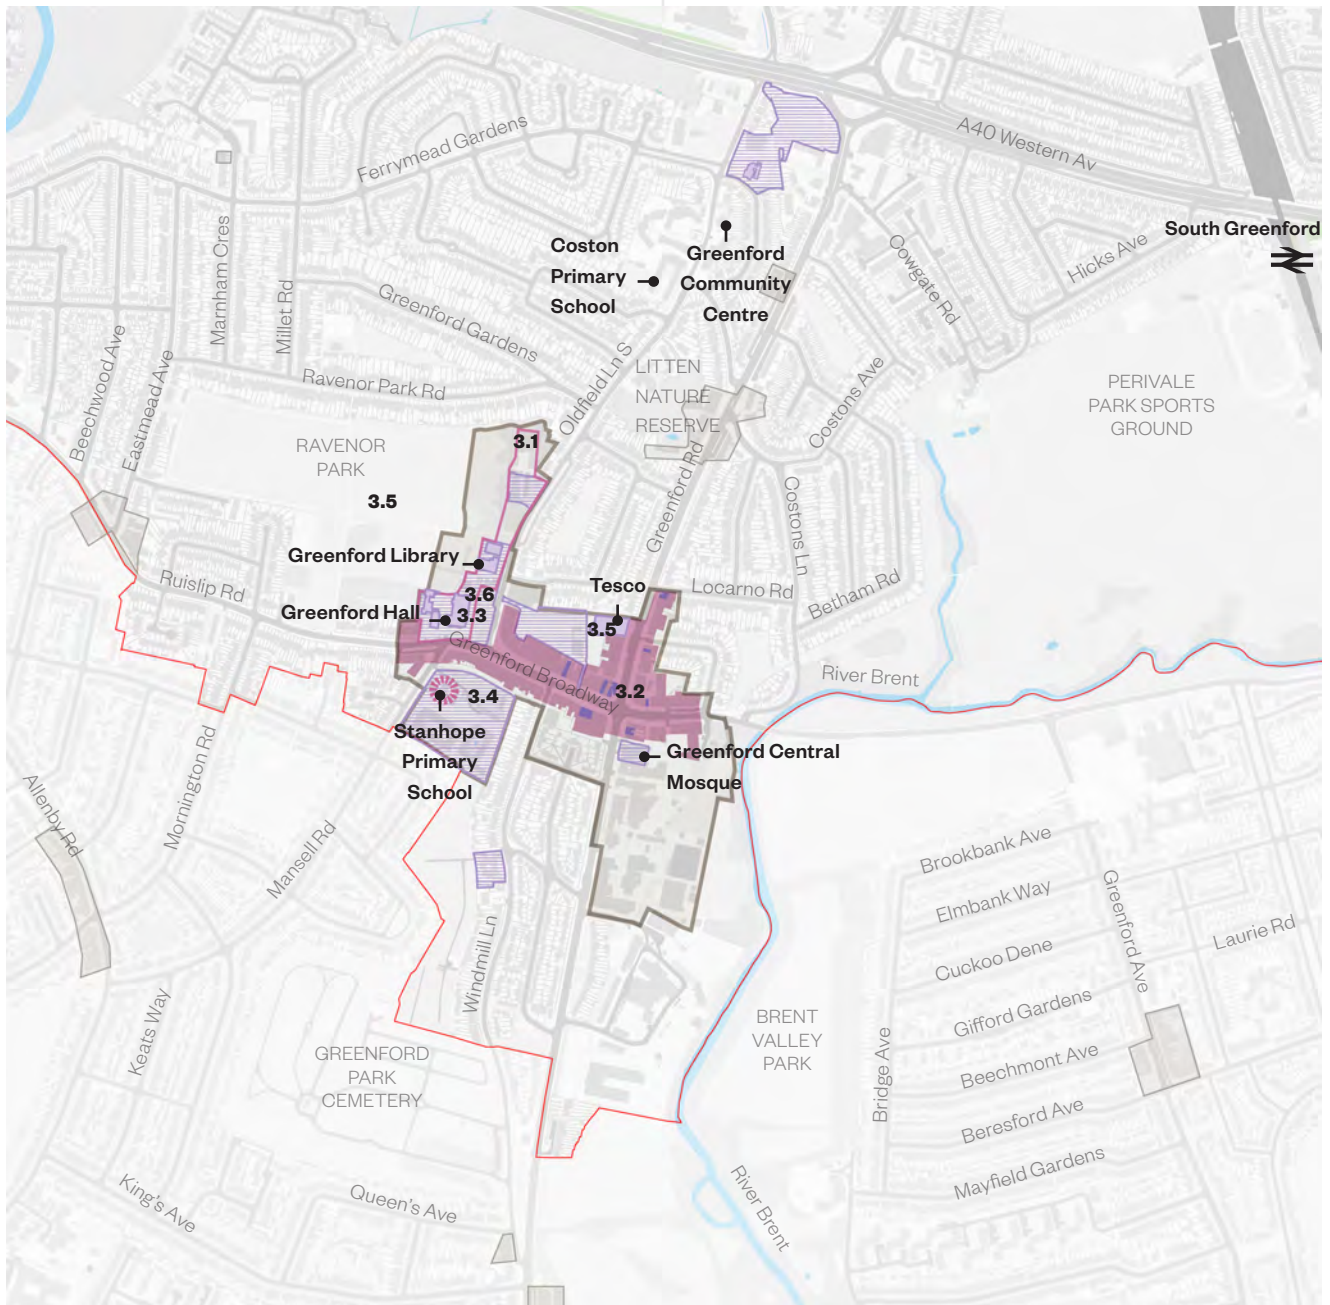 A40 Western Av
Ferrymead Gardens
South Greenford
Coston
Primary
School
Greenford
Community
Centre
Cowgate Rd
Hicks Ave
Marnham Cres
Millet Rd
Greenford Gardens
Beechwood Ave
Eastmead Ave
Ravenor Park Rd
Oldfield Ln S
LITTEN
NATURE
RESERVE
Costons Ave
PERIVALE
PARK SPORTS
GROUND
RAVENOR
PARK
3.1
3.5
Greenford Rd
Costons Ln
Greenford Library
Ruislip Rd
Tesco
Locarno Rd
Betham Rd
3.6
Greenford Hall
3.3
3.5
Greenford Broadway
River Brent
3.4
3.2
Stanhope
Primary
School
Greenford Central
Mosque
Mornington Rd
Allenby Rd
Mansell Rd
Brookbank Ave
Elmbank Way
Greenford Ave
Laurie Rd
Windmill Ln
Cuckoo Dene
Keats Way
Gifford Gardens
BRENT
VALLEY
PARK
Bridge Ave
GREENFORD
PARK
CEMETERY
Beechmont Ave
Beresford Ave
Mayfield Gardens
King's Ave
Queen's Ave
River Brent